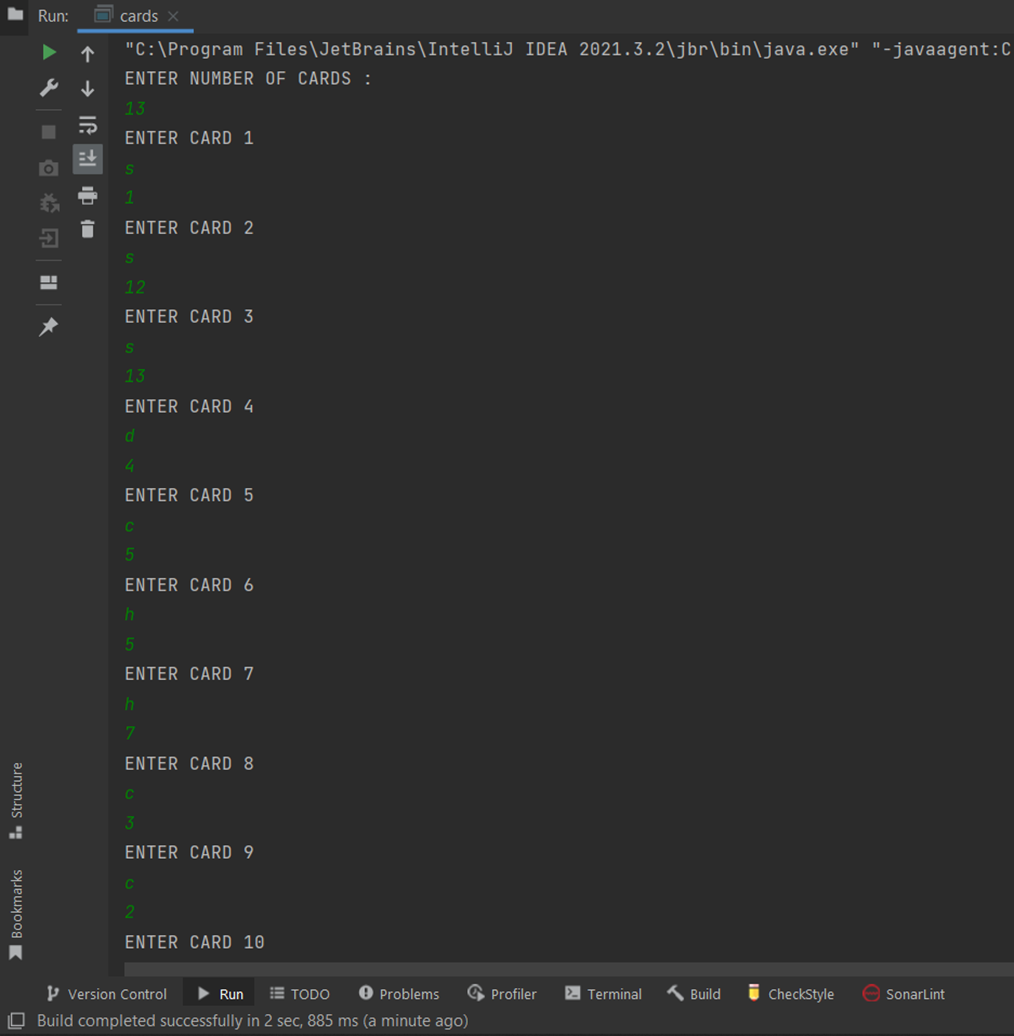 Run: cards
"C:\Program Files\JetBrains\IntelliJ IDEA 2021.3.2\jbr\bin\java.exe" "-javaagent:C
ENTER NUMBER OF CARDS :
13
ENTER CARD 1
s
1
ENTER CARD 2
s
12
ENTER CARD 3
s
13
ENTER CARD 4
d
4
ENTER CARD 5
c
5
ENTER CARD 6
h
5
ENTER CARD 7
h
7
ENTER CARD 8
c
3
ENTER CARD 9
c
2
ENTER CARD 10
Structure
Bookmarks
Version Control Run TODO Problems Profiler Terminal Build CheckStyle SonarLint
Build completed successfully in 2 sec, 885 ms (a minute ago)